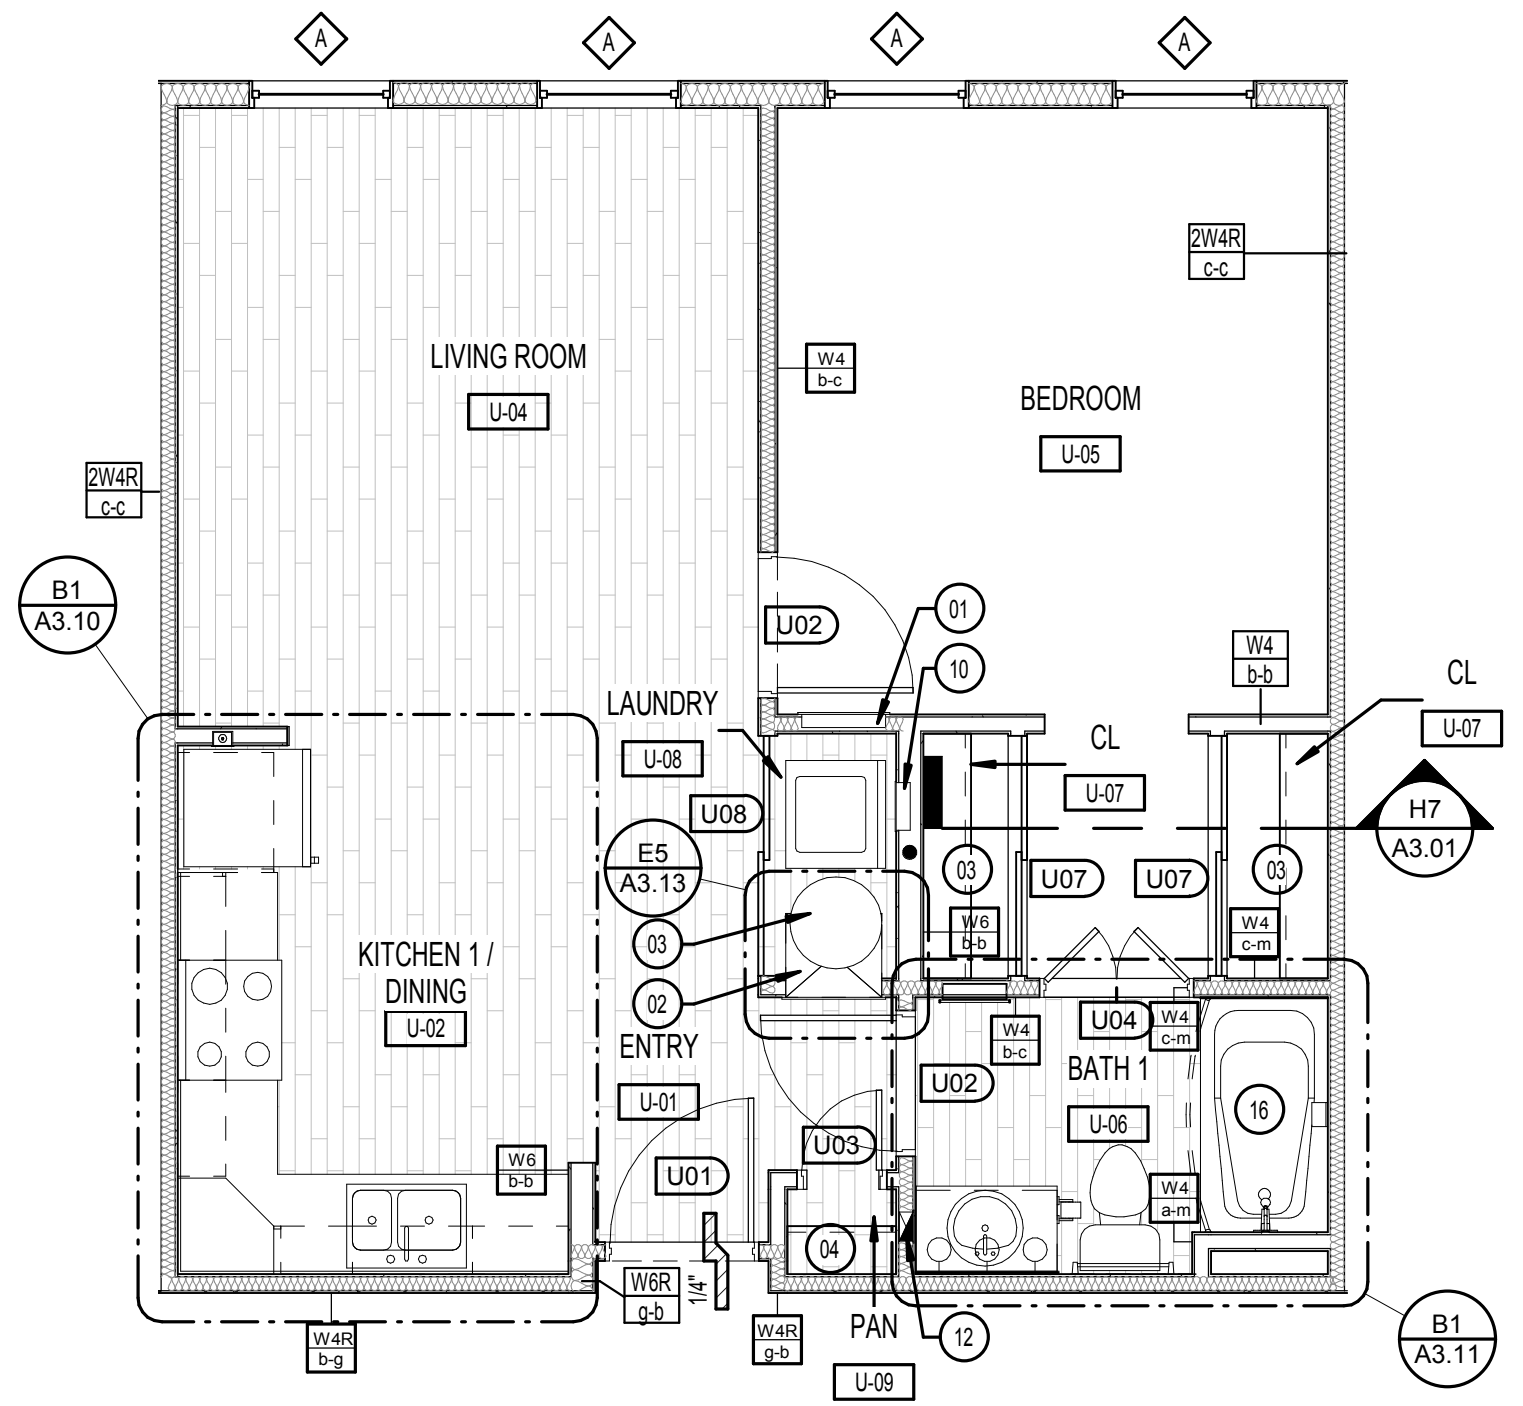 A
A
A
A
2W4R
c-c
LIVING ROOM
U-04
W4
b-c
BEDROOM
U-05
2W4R
c-c
B1
A3.10
U02
01
10
W4
b-b
CL
U-07
LAUNDRY
U-08
CL
U-07
H7
A3.01
U08
E5
A3.13
03
U07
U07
03
W6
b-b
W4
c-m
KITCHEN 1 /
DINING
U-02
03
02
ENTRY
U-01
W4
b-c
U04
W4
c-m
BATH 1
U-06
U02
16
U03
U01
W6
b-b
W4
a-m
04
W6R
g-b
1/4"
W4R
b-g
W4R
g-b
PAN
U-09
12
B1
A3.11